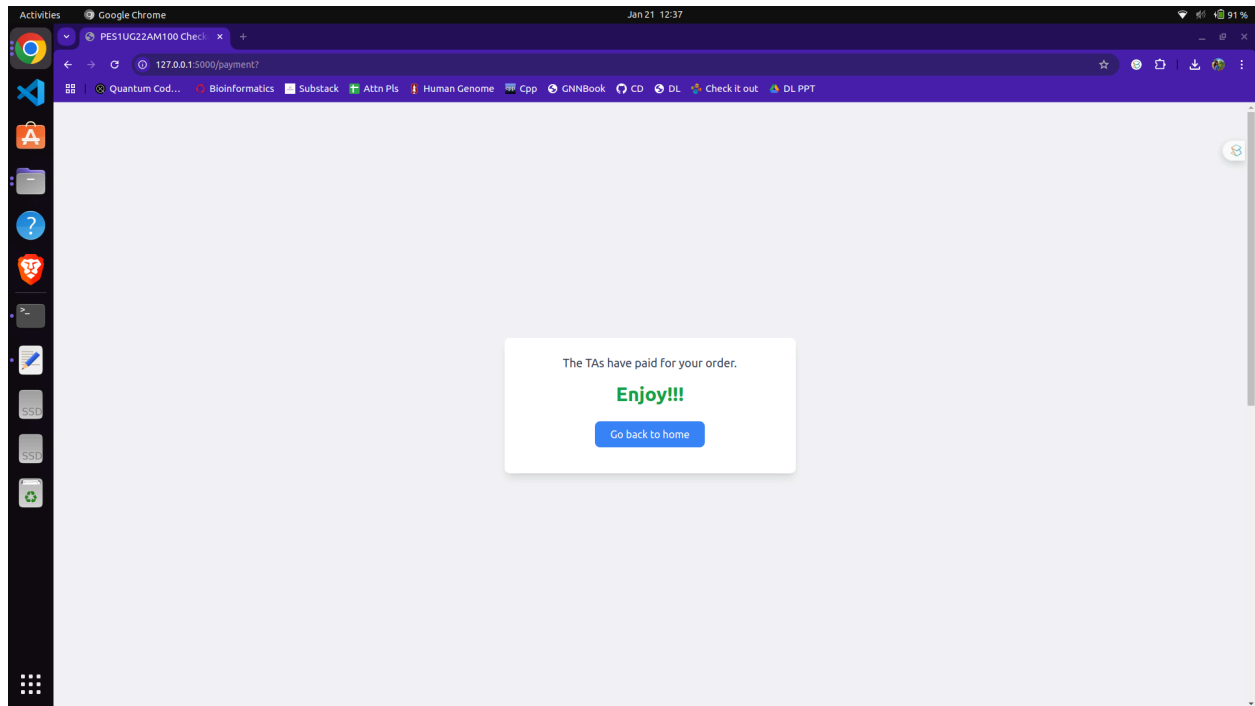 Activities Google Chrome Jan 21 12:37 91 %
PES1UG22AM100 Check
127.0.0.1:5000/payment?
Quantum Cod... Bioinformatics Substack Attn Pls Human Genome Cpp GNNBook CD DL Check it out DL PPT
The TAs have paid for your order.
Enjoy!!!
Go back to home
SSD
SSD